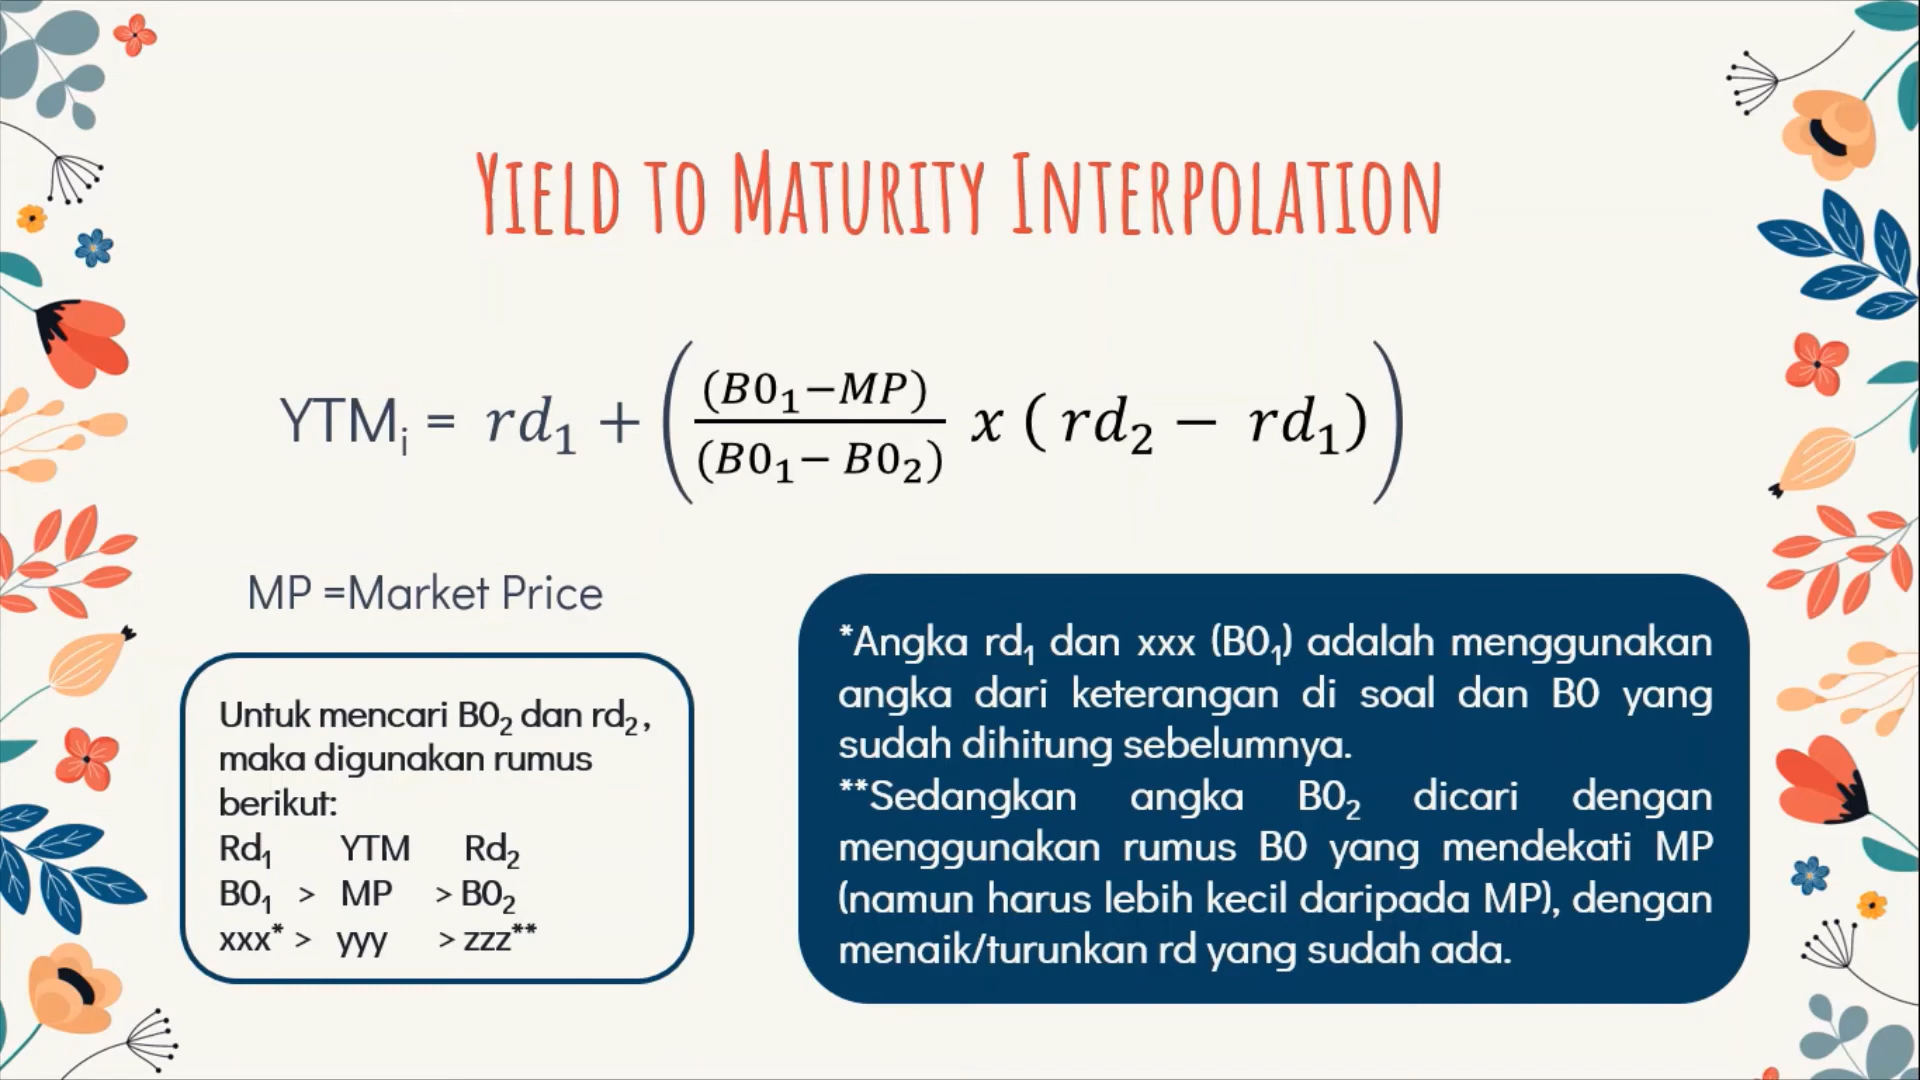 YIELD TO MATURITY INTERPOLATION
YTMᵢ = rd₁ + ( (B0₁−MP) / (B0₁− B0₂) x ( rd₂ − rd₁) )
MP =Market Price
Untuk mencari B0₂ dan rd₂,
maka digunakan rumus
berikut:
Rd₁ YTM Rd₂
B0₁ > MP > B0₂
xxx* > yyy > zzz**
*Angka rd₁ dan xxx (B0₁) adalah menggunakan
angka dari keterangan di soal dan B0 yang
sudah dihitung sebelumnya.
**Sedangkan angka B0₂ dicari dengan
menggunakan rumus B0 yang mendekati MP
(namun harus lebih kecil daripada MP), dengan
menaik/turunkan rd yang sudah ada.